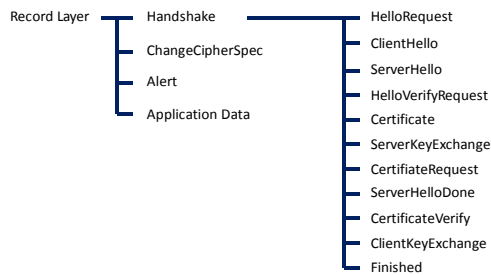 Record Layer
Handshake
ChangeCipherSpec
Alert
Application Data
HelloRequest
ClientHello
ServerHello
HelloVerifyRequest
Certificate
ServerKeyExchange
CertifiateRequest
ServerHelloDone
CertificateVerify
ClientKeyExchange
Finished